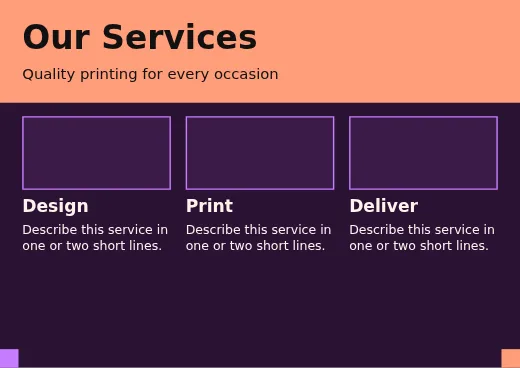 Our Services
Quality printing for every occasion
Design
Describe this service in
one or two short lines.
Print
Describe this service in
one or two short lines.
Deliver
Describe this service in
one or two short lines.